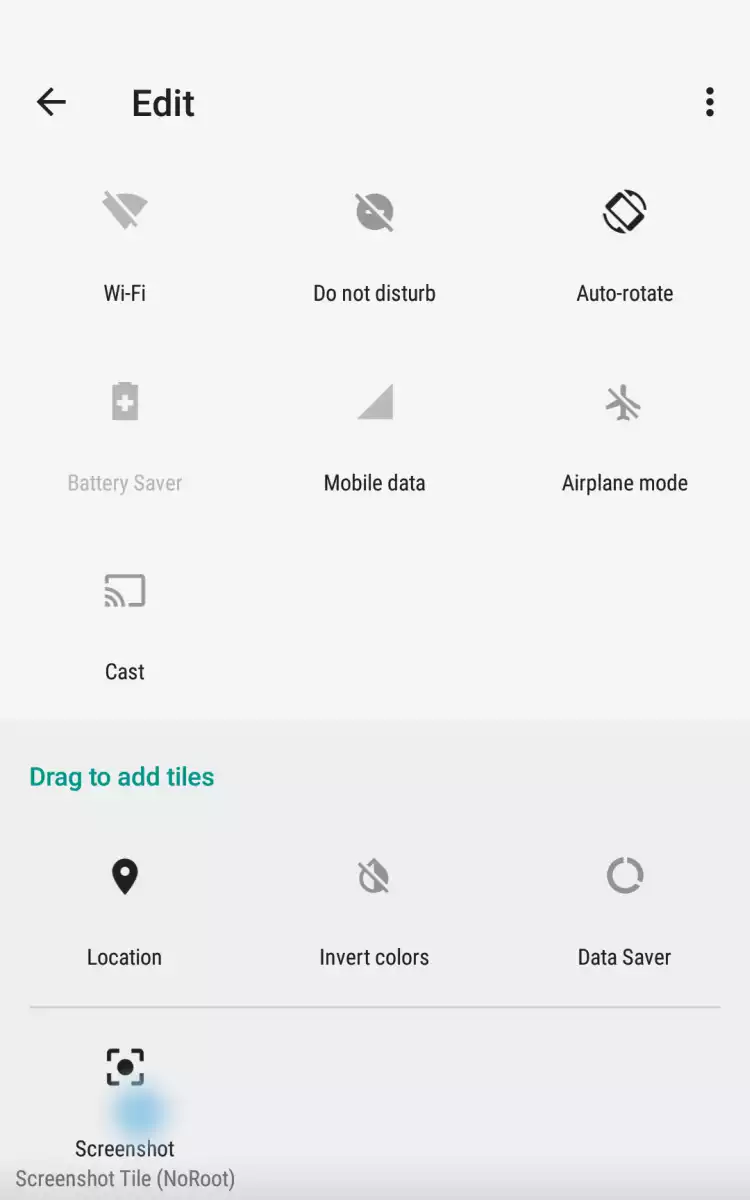 Edit
Wi-Fi
Do not disturb
Auto-rotate
Battery Saver
Mobile data
Airplane mode
Cast
Drag to add tiles
Location
Invert colors
Data Saver
Screenshot
Screenshot Tile (NoRoot)